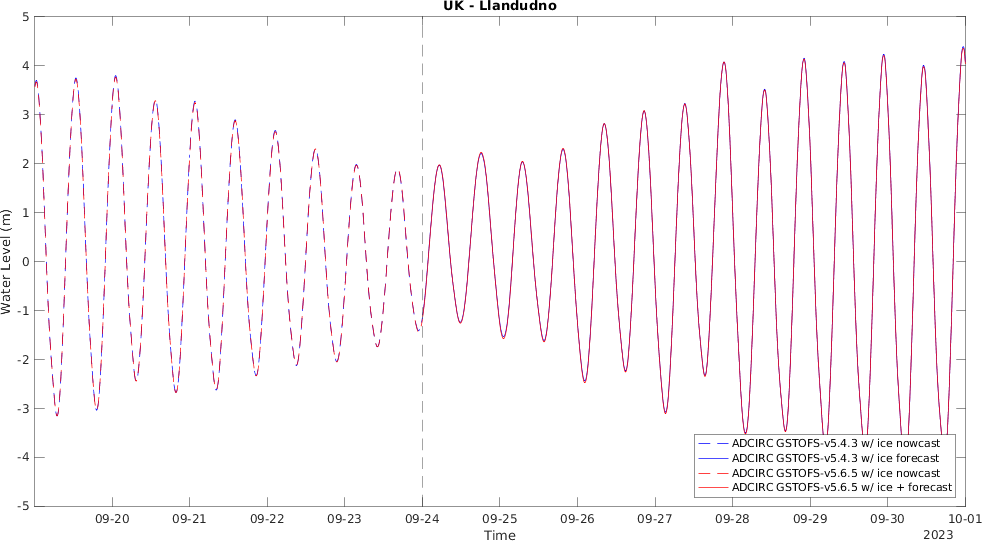 UK - Llandudno
5
4
3
2
1
0
-1
-2
-3
-4
-5
Water Level (m)
ADCIRC GSTOFS-v5.4.3 w/ ice nowcast
ADCIRC GSTOFS-v5.4.3 w/ ice forecast
ADCIRC GSTOFS-v5.6.5 w/ ice nowcast
ADCIRC GSTOFS-v5.6.5 w/ ice + forecast
09-20 09-21 09-22 09-23 09-24 09-25 09-26 09-27 09-28 09-29 09-30 10-01
Time
2023